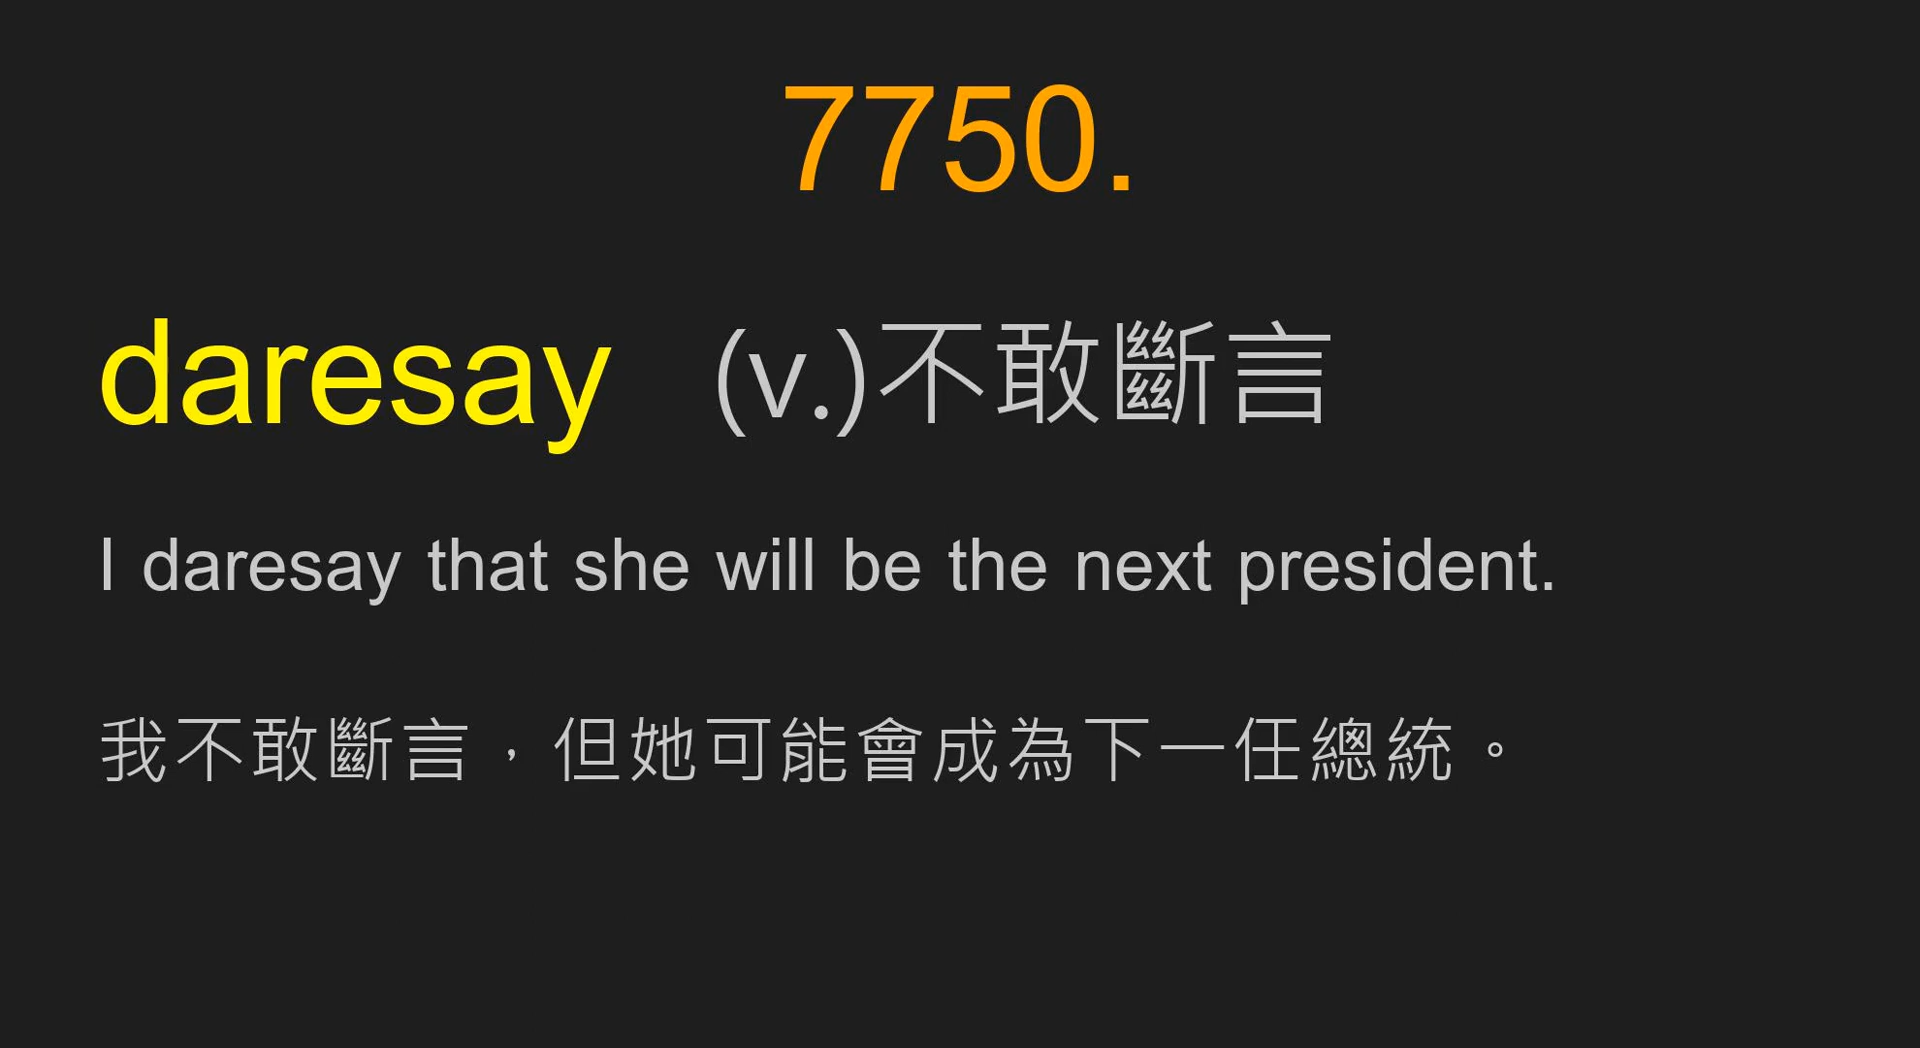 7750.
daresay (v.)不敢斷言
I daresay that she will be the next president.
我不敢斷言，但她可能會成為下一任總統。